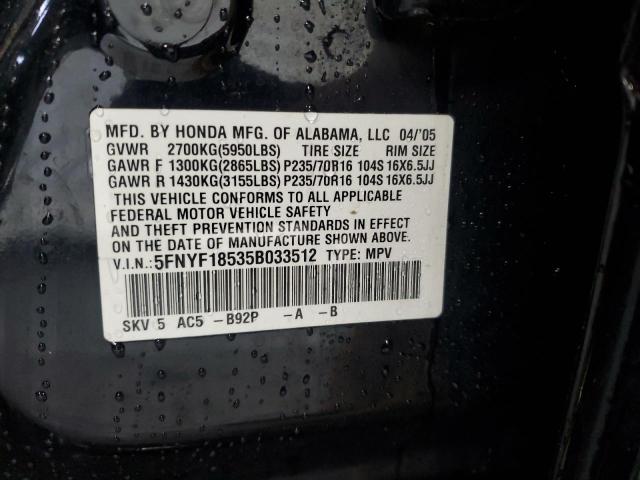 MFD. BY HONDA MFG. OF ALABAMA, LLC 04/'05
GVWR 2700KG(5950LBS) TIRE SIZE RIM SIZE
GAWR F 1300KG(2865LBS) P235/70R16 104S 16X6.5JJ
GAWR R 1430KG(3155LBS) P235/70R16 104S 16X6.5JJ
THIS VEHICLE CONFORMS TO ALL APPLICABLE
FEDERAL MOTOR VEHICLE SAFETY
AND THEFT PREVENTION STANDARDS IN EFFECT
ON THE DATE OF MANUFACTURE SHOWN ABOVE.
V.I.N.: 5FNYF18535B033512 TYPE: MPV
SKV 5 AC5 -B92P -A -B